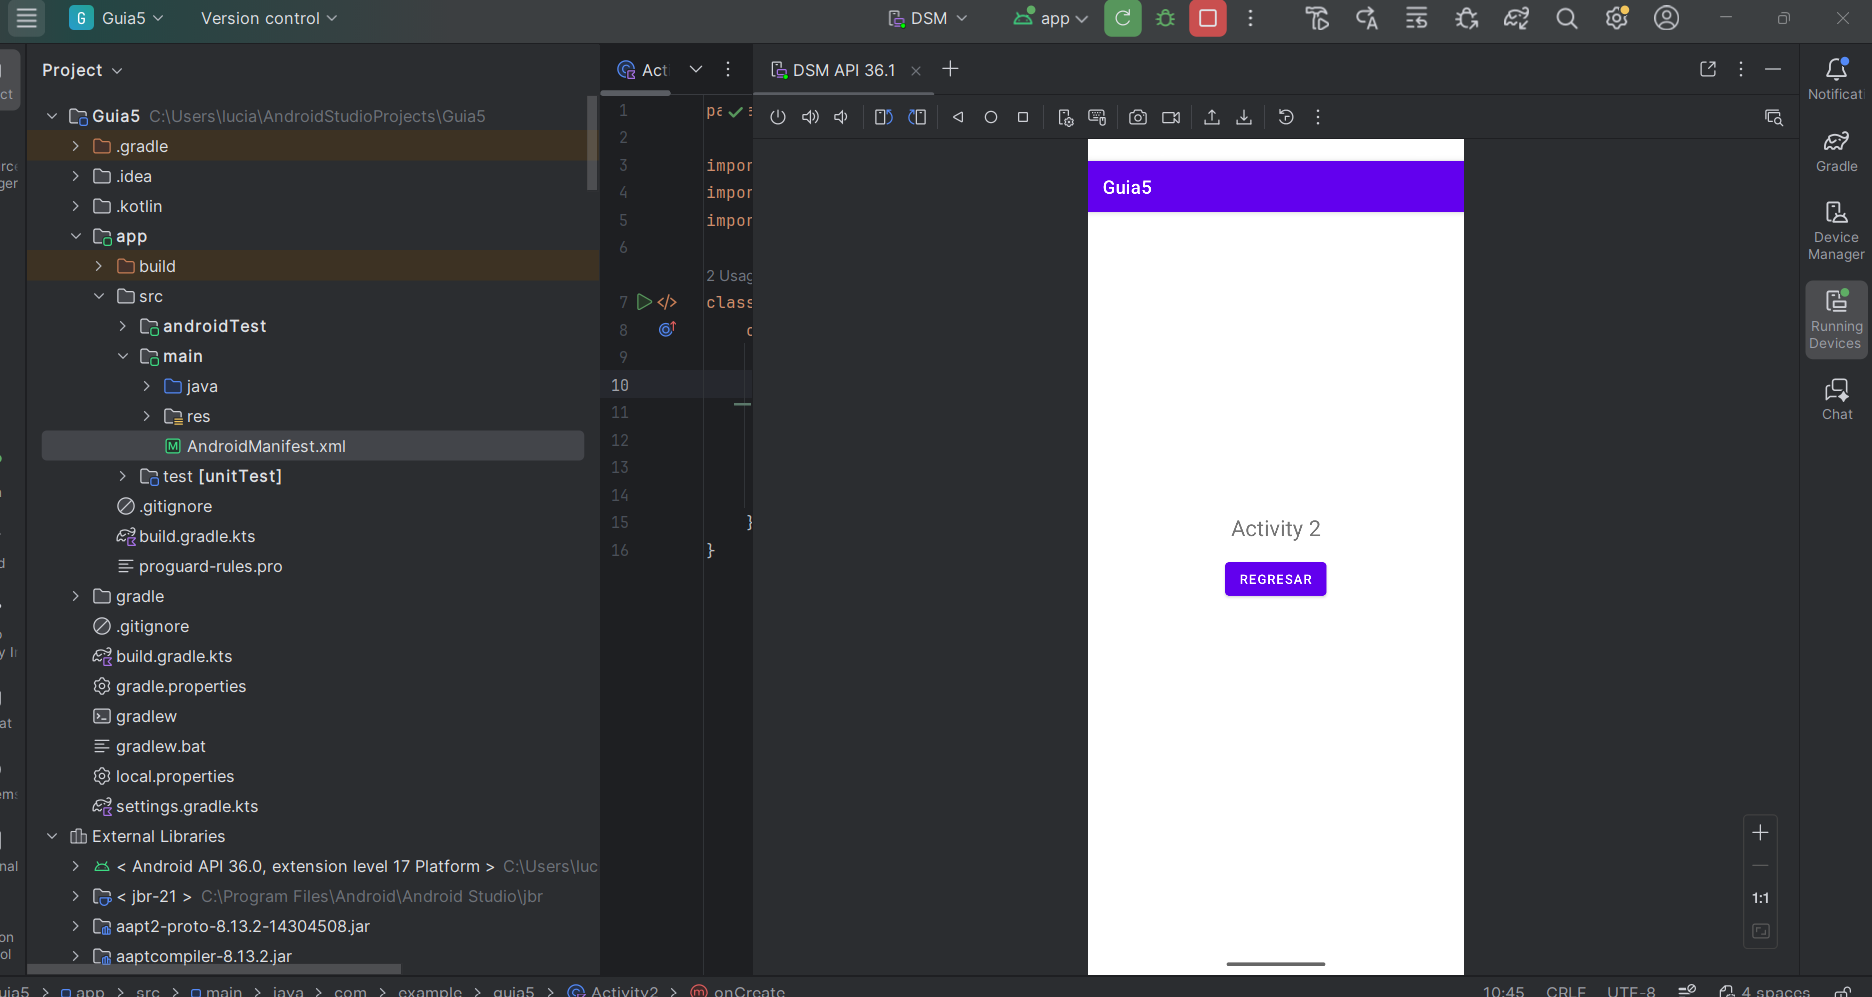 G Guia5 Version control DSM app
Project
Act
DSM API 36.1
Notificat
Guia5 C:\Users\lucia\AndroidStudioProjects\Guia5
.gradle
.idea
.kotlin
app
build
src
androidTest
main
java
res
AndroidManifest.xml
test [unitTest]
.gitignore
build.gradle.kts
proguard-rules.pro
gradle
.gitignore
build.gradle.kts
gradle.properties
gradlew
gradlew.bat
local.properties
settings.gradle.kts
External Libraries
< Android API 36.0, extension level 17 Platform > C:\Users\luc
< jbr-21 > C:\Program Files\Android\Android Studio\jbr
aapt2-proto-8.13.2-14304508.jar
aaptcompiler-8.13.2.jar
1
2
3 impor
4 impor
5 impor
6
2 Usag
7 class
8
9
10
11
12
13
14
15 }
16 }
Guia5
Activity 2
REGRESAR
Gradle
Device
Manager
Running
Devices
Chat
1:1
uia5 > app > src > main > java > com > example > guia5 > Activity2 > onCreate
10:45 CRLF UTF-8 4 spaces